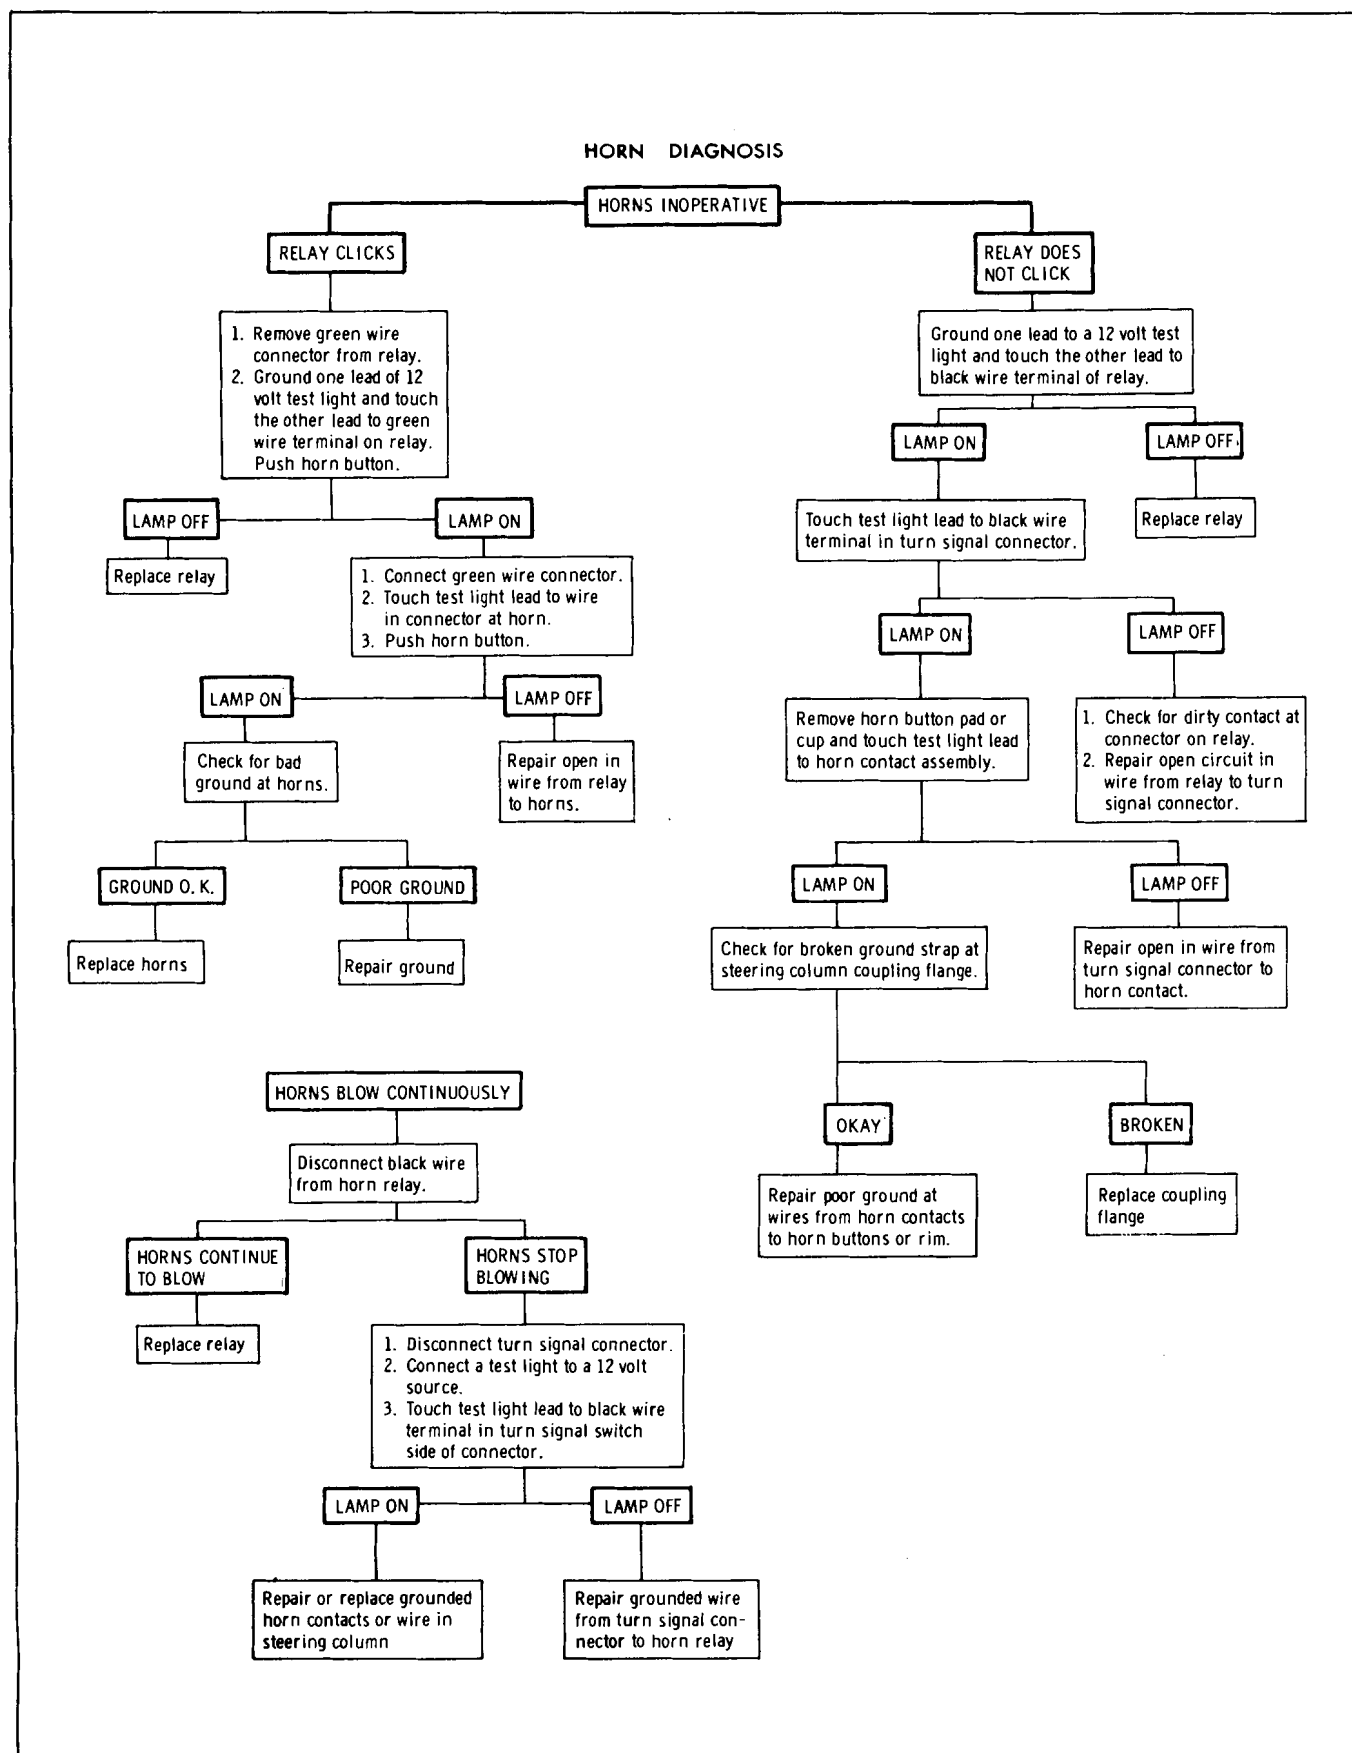 HORN DIAGNOSIS
HORNS INOPERATIVE
RELAY CLICKS
1. Remove green wire
connector from relay.
2. Ground one lead of 12
volt test light and touch
the other lead to green
wire terminal on relay.
Push horn button.
LAMP OFF
Replace relay
LAMP ON
1. Connect green wire connector.
2. Touch test light lead to wire
in connector at horn.
3. Push horn button.
LAMP ON
Check for bad
ground at horns.
LAMP OFF
Repair open in
wire from relay
to horns.
GROUND O. K.
Replace horns
POOR GROUND
Repair ground
RELAY DOES
NOT CLICK
Ground one lead to a 12 volt test
light and touch the other lead to
black wire terminal of relay.
LAMP ON
LAMP OFF
Replace relay
Touch test light lead to black wire
terminal in turn signal connector.
LAMP ON
Remove horn button pad or
cup and touch test light lead
to horn contact assembly.
LAMP OFF
1. Check for dirty contact at
connector on relay.
2. Repair open circuit in
wire from relay to turn
signal connector.
LAMP ON
Check for broken ground strap at
steering column coupling flange.
LAMP OFF
Repair open in wire from
turn signal connector to
horn contact.
OKAY
Repair poor ground at
wires from horn contacts
to horn buttons or rim.
BROKEN
Replace coupling
flange
HORNS BLOW CONTINUOUSLY
Disconnect black wire
from horn relay.
HORNS CONTINUE
TO BLOW
Replace relay
HORNS STOP
BLOWING
1. Disconnect turn signal connector.
2. Connect a test light to a 12 volt
source.
3. Touch test light lead to black wire
terminal in turn signal switch
side of connector.
LAMP ON
Repair or replace grounded
horn contacts or wire in
steering column
LAMP OFF
Repair grounded wire
from turn signal con-
nector to horn relay